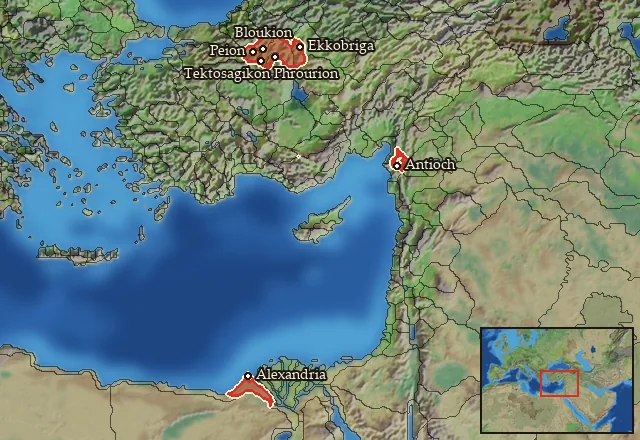 Bloukion
Peion
Ekkobriga
Tektosagikon Phrourion
Antioch
Alexandria